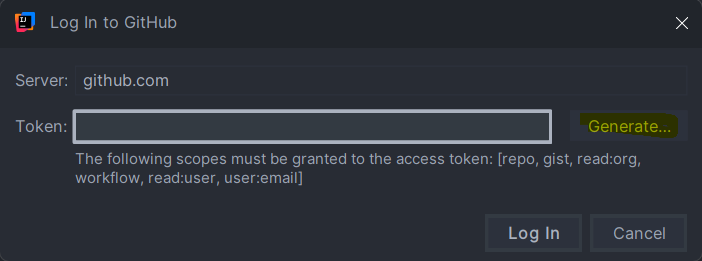 IJ
Log In to GitHub
Server: github.com
Token: Generate...
The following scopes must be granted to the access token: [repo, gist, read:org,
workflow, read:user, user:email]
Log In Cancel